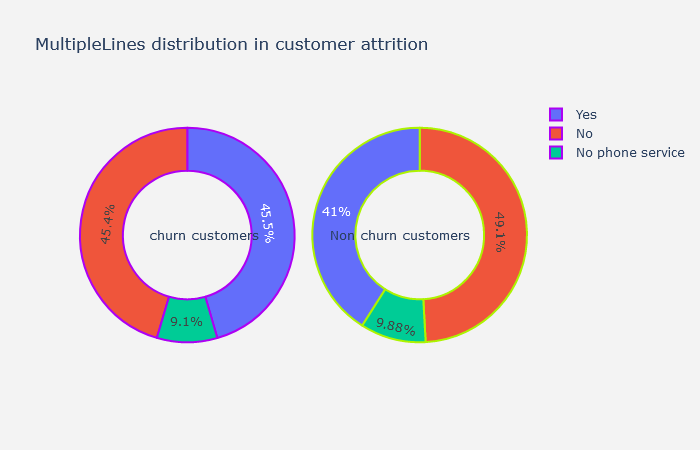 MultipleLines distribution in customer attrition
Yes
No
No phone service
45.4%
45.5%
9.1%
churn customers
41%
49.1%
9.88%
Non churn customers